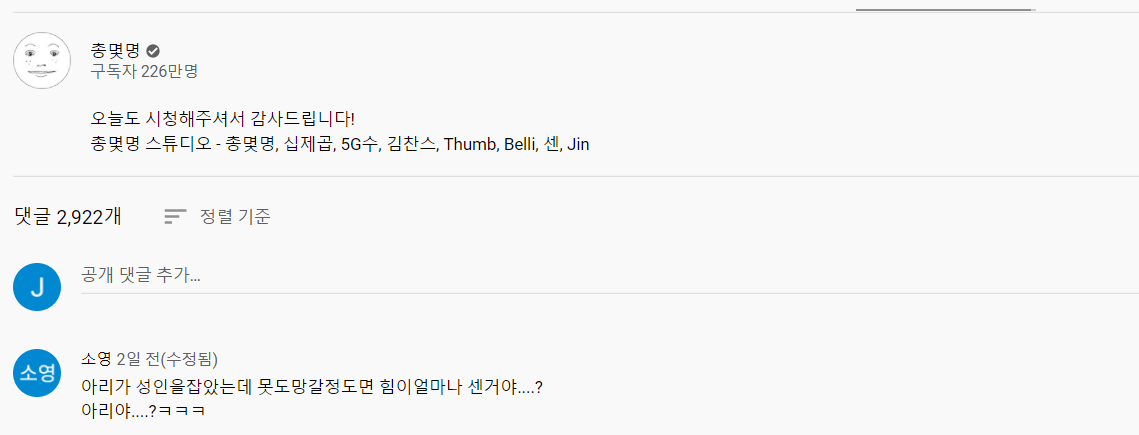 총몇명
구독자 226만명
오늘도 시청해주셔서 감사드립니다!
총몇명 스튜디오 - 총몇명, 십제곱, 5G수, 김찬스, Thumb, Belli, 센, Jin
댓글 2,922개 정렬 기준
J 공개 댓글 추가...
소영 소영 2일 전(수정됨)
아리가 성인을잡았는데 못도망갈정도면 힘이얼마나 센거야....?
아리야....?ㅋㅋㅋ